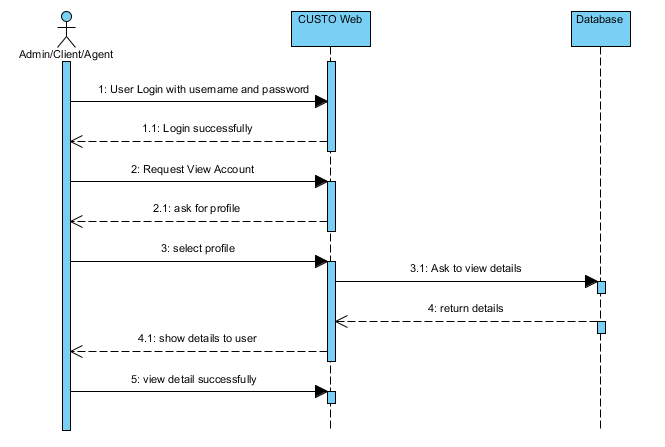 CUSTO Web
Database
Admin/Client/Agent
1: User Login with username and password
1.1: Login successfully
2: Request View Account
2.1: ask for profile
3: select profile
3.1: Ask to view details
4: return details
4.1: show details to user
5: view detail successfully